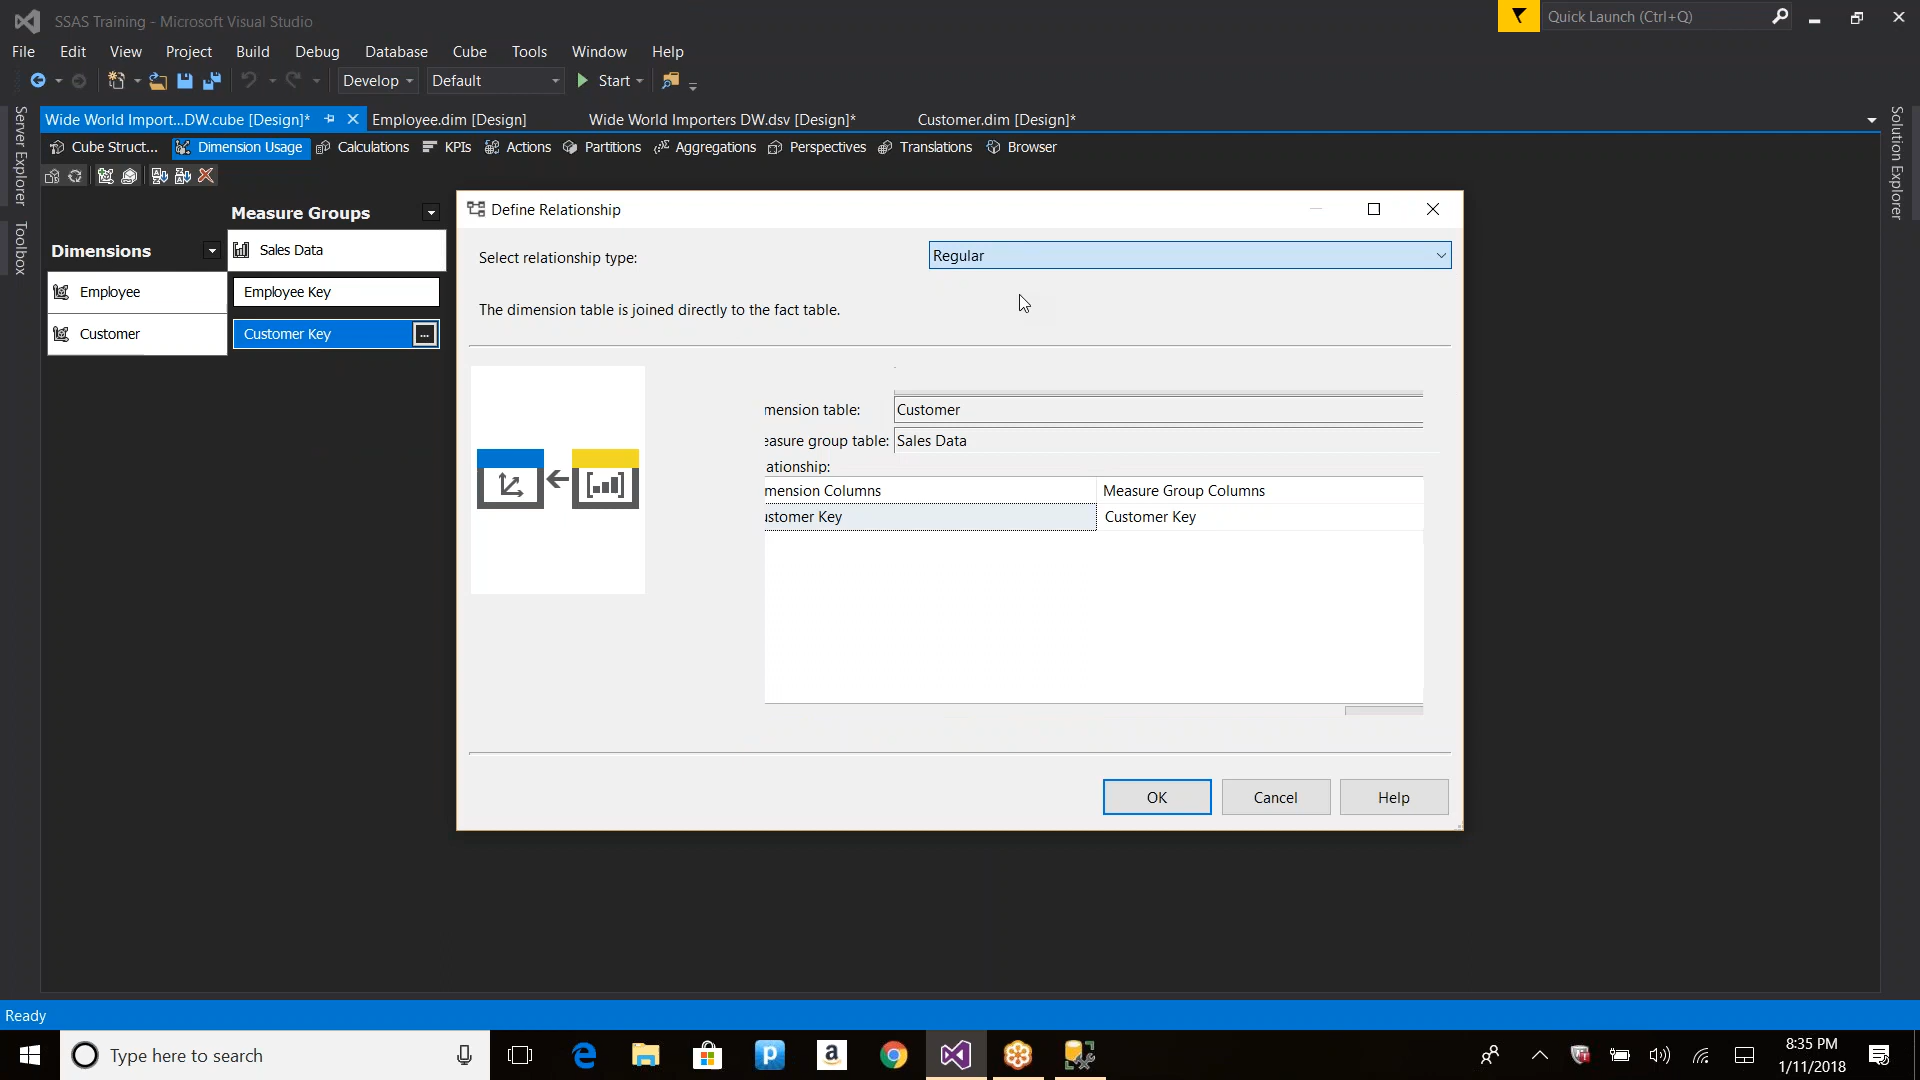 SSAS Training - Microsoft Visual Studio
Quick Launch (Ctrl+Q)
File Edit View Project Build Debug Database Cube Tools Window Help
Develop Default Start
Server Explorer
Toolbox
Solution Explorer
Wide World Import...DW.cube [Design]* Employee.dim [Design] Wide World Importers DW.dsv [Design]* Customer.dim [Design]*
Cube Struct... Dimension Usage Calculations KPIs Actions Partitions Aggregations Perspectives Translations Browser
Measure Groups
Dimensions
Sales Data
Employee Employee Key
Customer Customer Key ...
Define Relationship
Select relationship type: Regular
The dimension table is joined directly to the fact table.
mension table: Customer
easure group table: Sales Data
ationship:
mension Columns Measure Group Columns
ustomer Key Customer Key
OK Cancel Help
Ready
Type here to search
8:35 PM
1/11/2018